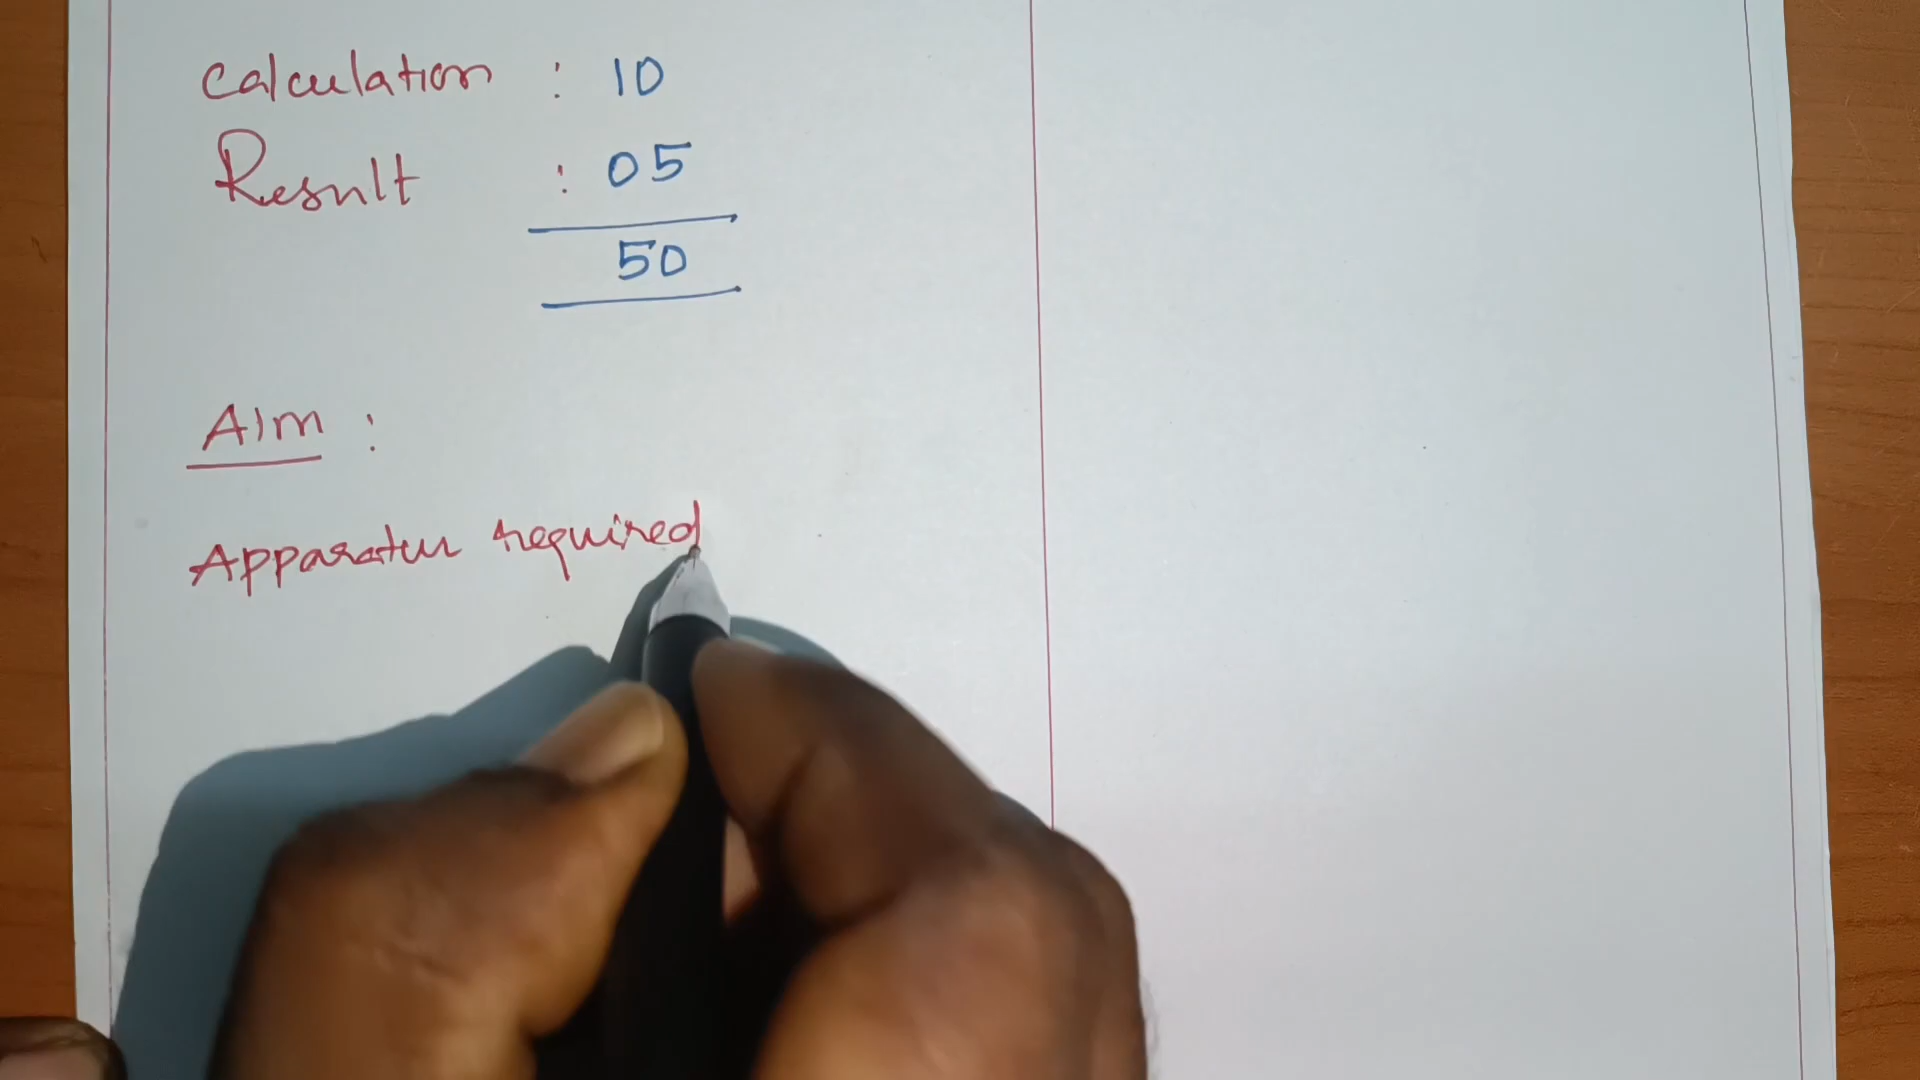 Calculation : 10
Result : 05
50
Aim :
Apparatus required